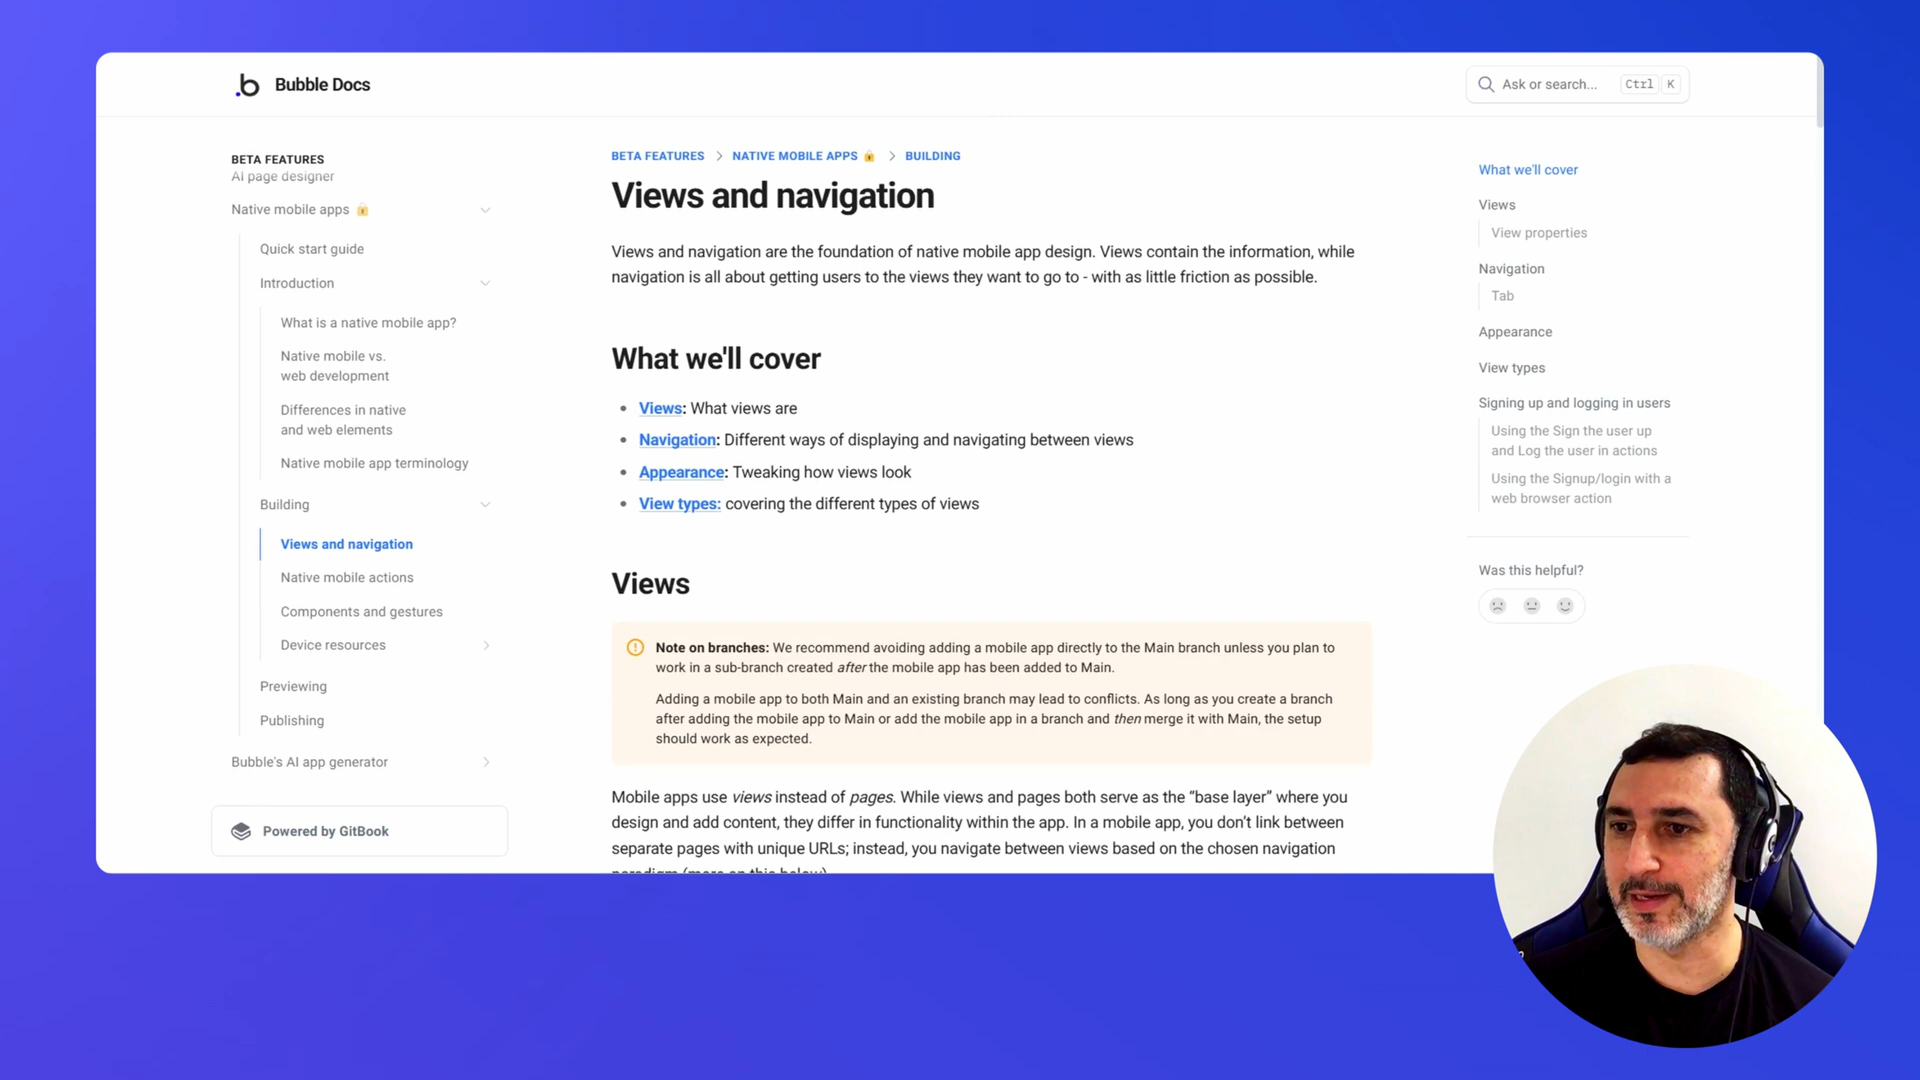 Bubble Docs
Ask or search...
Ctrl K
BETA FEATURES
AI page designer
Native mobile apps
Quick start guide
Introduction
What is a native mobile app?
Native mobile vs.
web development
Differences in native
and web elements
Native mobile app terminology
Building
Views and navigation
Native mobile actions
Components and gestures
Device resources
Previewing
Publishing
Bubble's AI app generator
Powered by GitBook
BETA FEATURES > NATIVE MOBILE APPS > BUILDING
Views and navigation
Views and navigation are the foundation of native mobile app design. Views contain the information, while
navigation is all about getting users to the views they want to go to - with as little friction as possible.
What we'll cover
• Views: What views are
• Navigation: Different ways of displaying and navigating between views
• Appearance: Tweaking how views look
• View types: covering the different types of views
Views
Note on branches: We recommend avoiding adding a mobile app directly to the Main branch unless you plan to
work in a sub-branch created after the mobile app has been added to Main.
Adding a mobile app to both Main and an existing branch may lead to conflicts. As long as you create a branch
after adding the mobile app to Main or add the mobile app in a branch and then merge it with Main, the setup
should work as expected.
Mobile apps use views instead of pages. While views and pages both serve as the “base layer” where you
design and add content, they differ in functionality within the app. In a mobile app, you don’t link between
separate pages with unique URLs; instead, you navigate between views based on the chosen navigation
paradigm (more on this below).
What we'll cover
Views
View properties
Navigation
Tab
Appearance
View types
Signing up and logging in users
Using the Sign the user up
and Log the user in actions
Using the Signup/login with a
web browser action
Was this helpful?